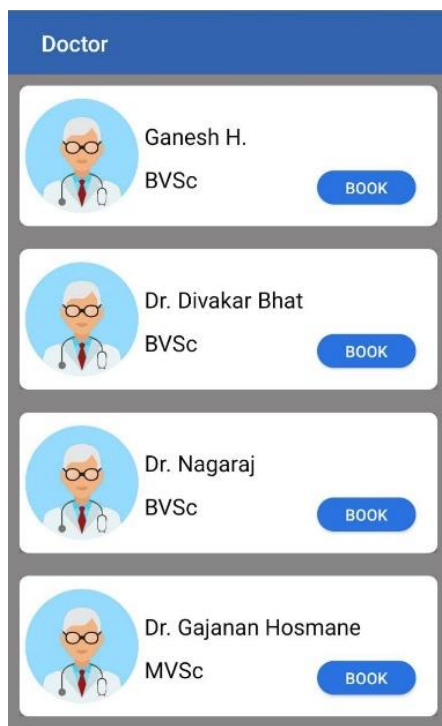 Doctor
Ganesh H.
BVSc
BOOK
Dr. Divakar Bhat
BVSc
BOOK
Dr. Nagaraj
BVSc
BOOK
Dr. Gajanan Hosmane
MVSc
BOOK